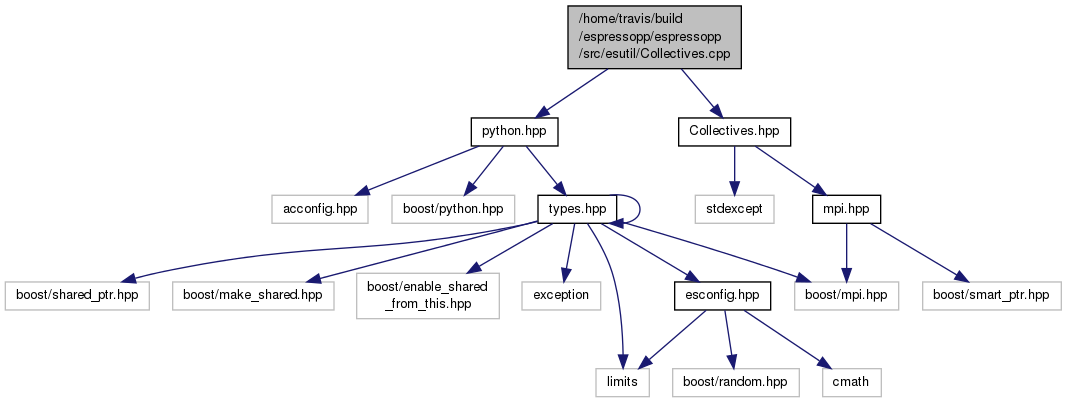 /home/travis/build
/espressopp/espressopp
/src/esutil/Collectives.cpp
python.hpp
Collectives.hpp
acconfig.hpp
boost/python.hpp
types.hpp
stdexcept
mpi.hpp
boost/shared_ptr.hpp
boost/make_shared.hpp
boost/enable_shared
_from_this.hpp
exception
esconfig.hpp
boost/mpi.hpp
boost/smart_ptr.hpp
limits
boost/random.hpp
cmath